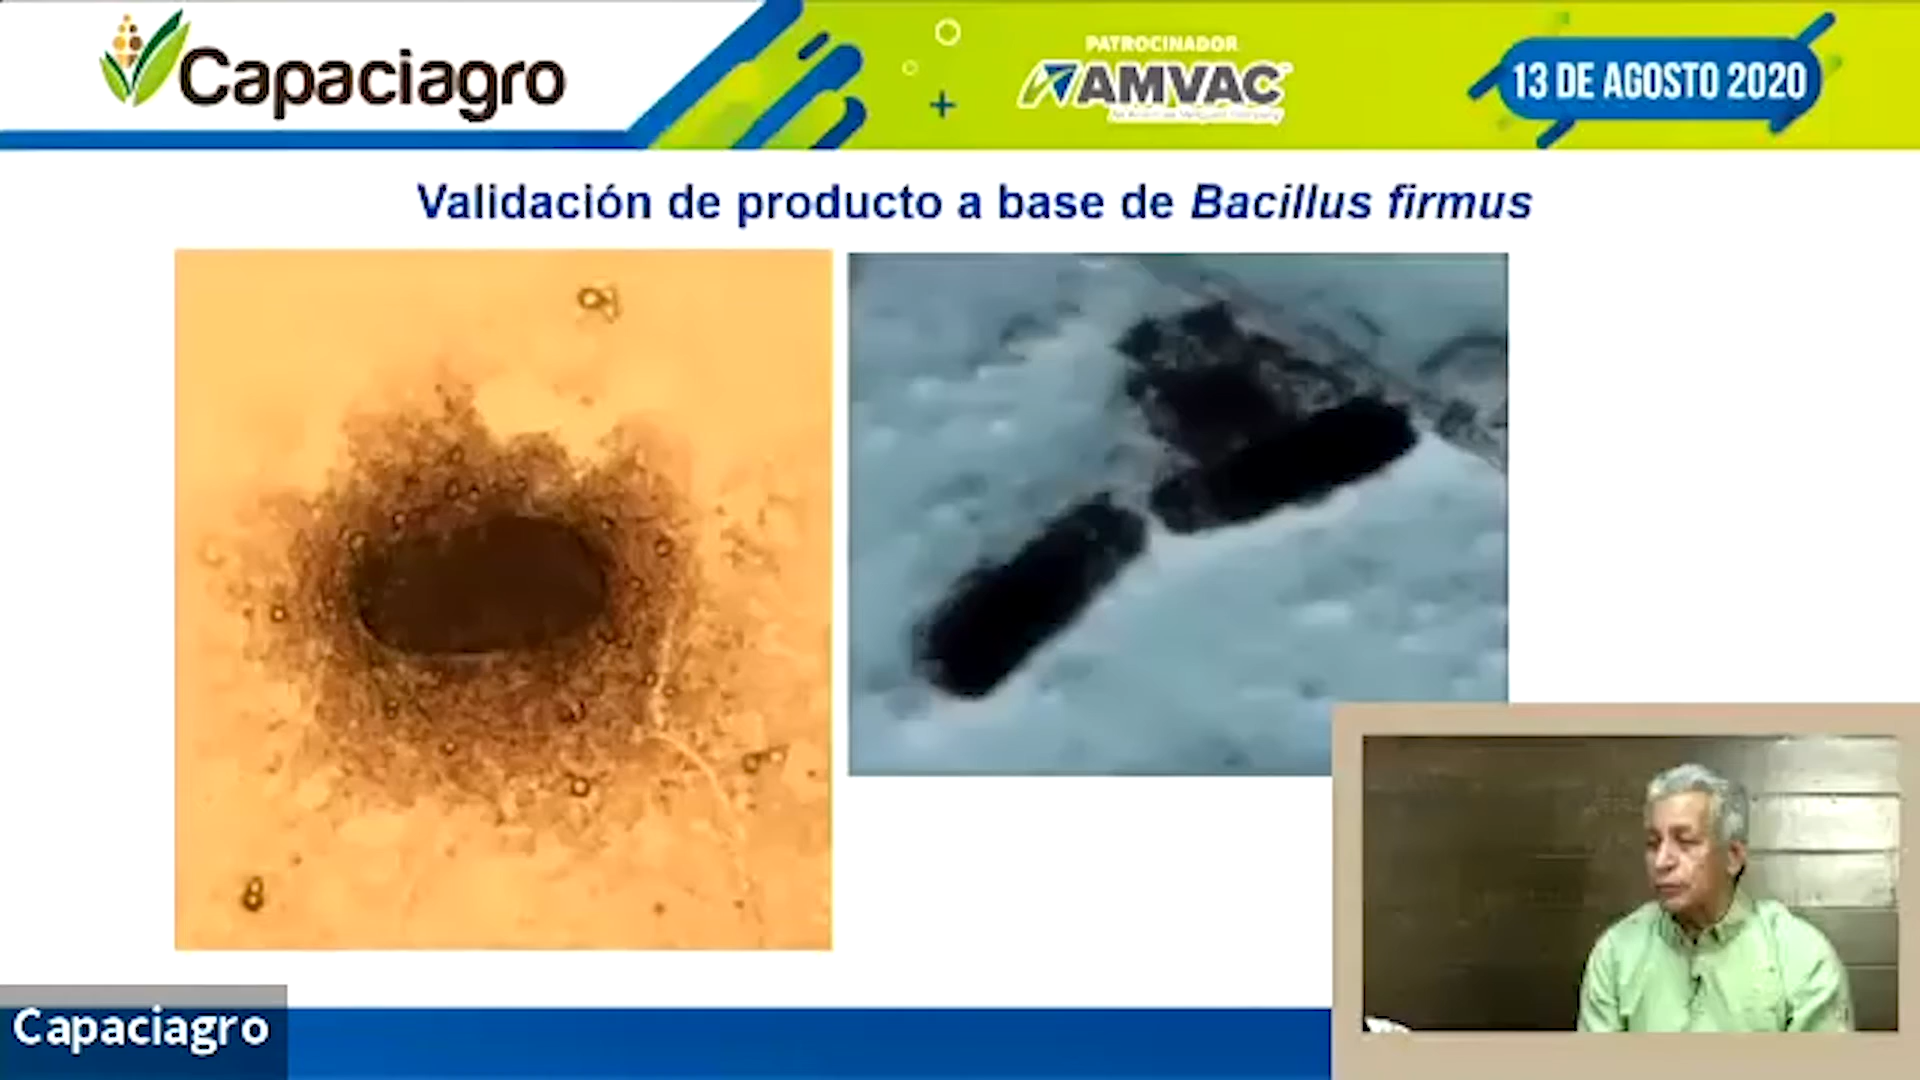 Capaciagro
PATROCINADOR
AMVAC
13 DE AGOSTO 2020
Validación de producto a base de Bacillus firmus
Capaciagro